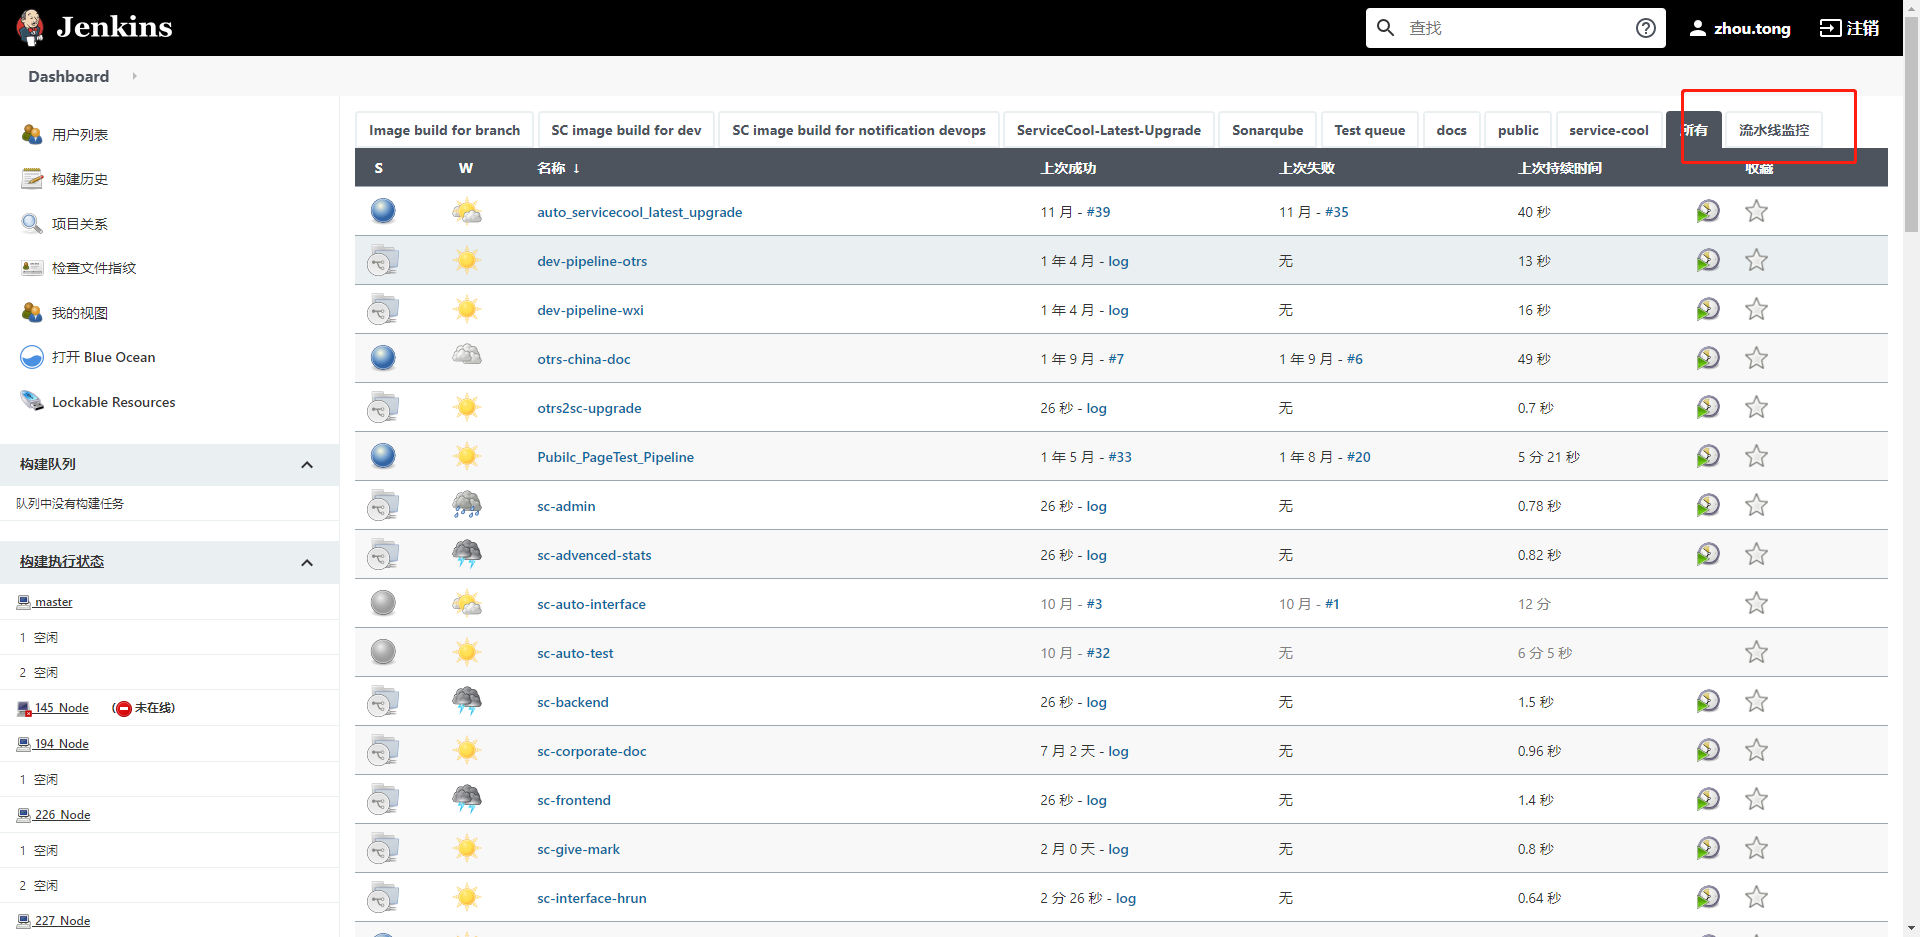 Jenkins
查找
zhou.tong
注销
Dashboard
用户列表
构建历史
项目关系
检查文件指纹
我的视图
打开 Blue Ocean
Lockable Resources
构建队列
队列中没有构建任务
构建执行状态
master
1 空闲
2 空闲
145 Node (未在线)
194 Node
1 空闲
226 Node
1 空闲
2 空闲
227 Node
Image build for branch SC image build for dev SC image build for notification devops ServiceCool-Latest-Upgrade Sonarqube Test queue docs public service-cool 所有 流水线监控
S W 名称 ↓ 上次成功 上次失败 上次持续时间 收藏
auto_servicecool_latest_upgrade 11 月 - #39 11 月 - #35 40 秒
dev-pipeline-otrs 1 年 4 月 - log 无 13 秒
dev-pipeline-wxi 1 年 4 月 - log 无 16 秒
otrs-china-doc 1 年 9 月 - #7 1 年 9 月 - #6 49 秒
otrs2sc-upgrade 26 秒 - log 无 0.7 秒
Pubilc_PageTest_Pipeline 1 年 5 月 - #33 1 年 8 月 - #20 5 分 21 秒
sc-admin 26 秒 - log 无 0.78 秒
sc-advenced-stats 26 秒 - log 无 0.82 秒
sc-auto-interface 10 月 - #3 10 月 - #1 12 分
sc-auto-test 10 月 - #32 无 6 分 5 秒
sc-backend 26 秒 - log 无 1.5 秒
sc-corporate-doc 7 月 2 天 - log 无 0.96 秒
sc-frontend 26 秒 - log 无 1.4 秒
sc-give-mark 2 月 0 天 - log 无 0.8 秒
sc-interface-hrun 2 分 26 秒 - log 无 0.64 秒